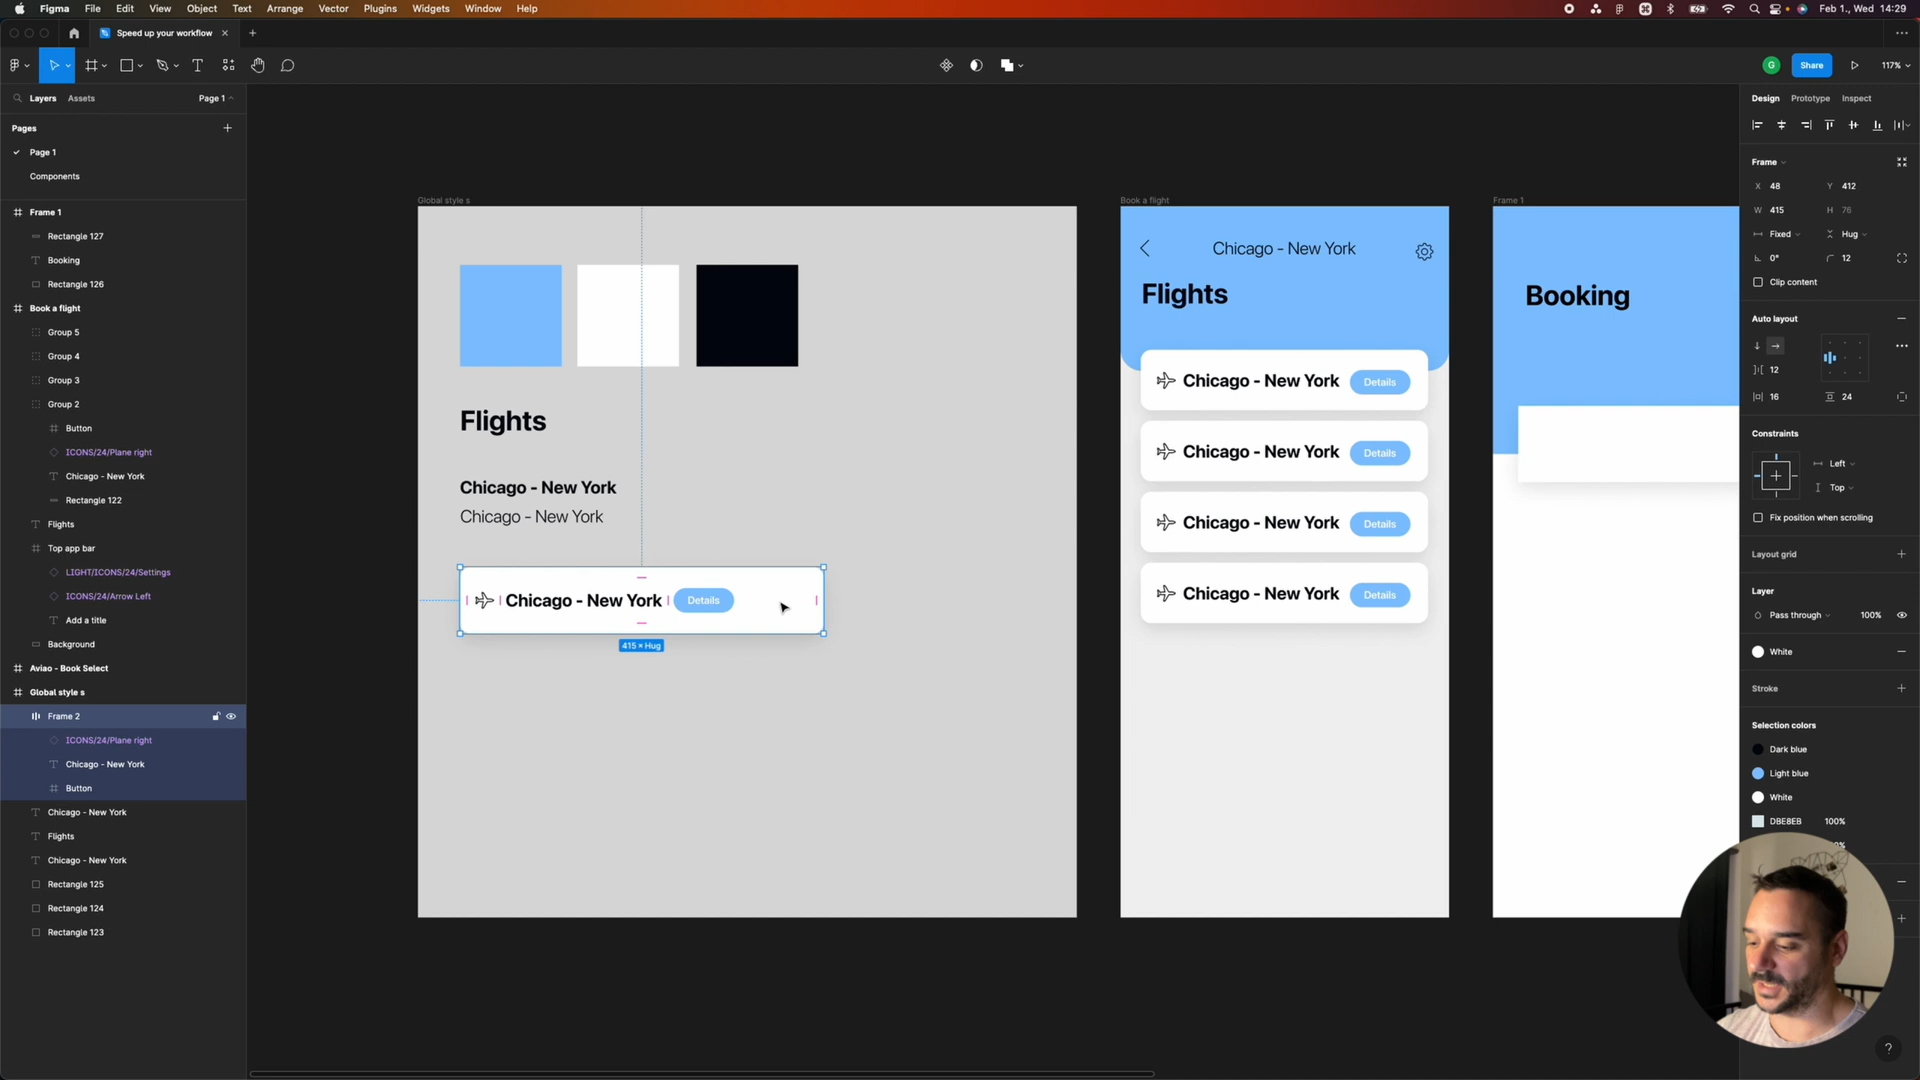 Figma File Edit View Object Text Arrange Vector Plugins Widgets Window Help
Feb 1., Wed 14:29
Speed up your workflow
G
Share
117%
Layers Assets
Page 1
Pages
Page 1
Components
Frame 1
Rectangle 127
Booking
Rectangle 126
Book a flight
Group 5
Group 4
Group 3
Group 2
Button
ICONS/24/Plane right
Chicago - New York
Rectangle 122
Flights
Top app bar
LIGHT/ICONS/24/Settings
ICONS/24/Arrow Left
Add a title
Background
Aviao - Book Select
Global style s
Frame 2
ICONS/24/Plane right
Chicago - New York
Button
Chicago - New York
Flights
Chicago - New York
Rectangle 125
Rectangle 124
Rectangle 123
Global style s
Flights
Chicago - New York
Chicago - New York
Chicago - New York
Details
415 × Hug
Book a flight
Chicago - New York
Flights
Chicago - New York
Details
Chicago - New York
Details
Chicago - New York
Details
Chicago - New York
Details
Frame 1
Booking
Design Prototype Inspect
Frame
X 48 Y 412
W 415 H 76
Fixed Hug
0° 12
Clip content
Auto layout
12
16 24
Constraints
Left
Top
Fix position when scrolling
Layout grid
Layer
Pass through 100%
White
Stroke
Selection colors
Dark blue
Light blue
White
DBE8EB 100%
?